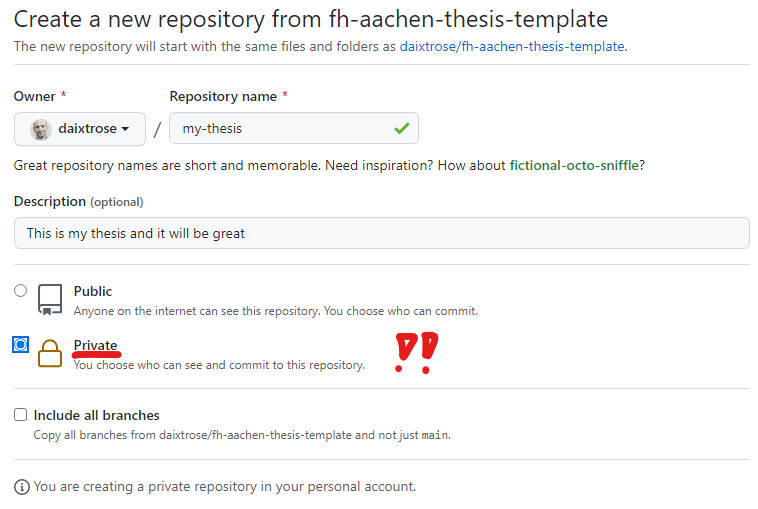 Create a new repository from fh-aachen-thesis-template
The new repository will start with the same files and folders as daixtrose/fh-aachen-thesis-template.
Owner * Repository name *
daixtrose / my-thesis
Great repository names are short and memorable. Need inspiration? How about fictional-octo-sniffle?
Description (optional)
This is my thesis and it will be great
Public
Anyone on the internet can see this repository. You choose who can commit.
Private !!
You choose who can see and commit to this repository.
Include all branches
Copy all branches from daixtrose/fh-aachen-thesis-template and not just main.
You are creating a private repository in your personal account.